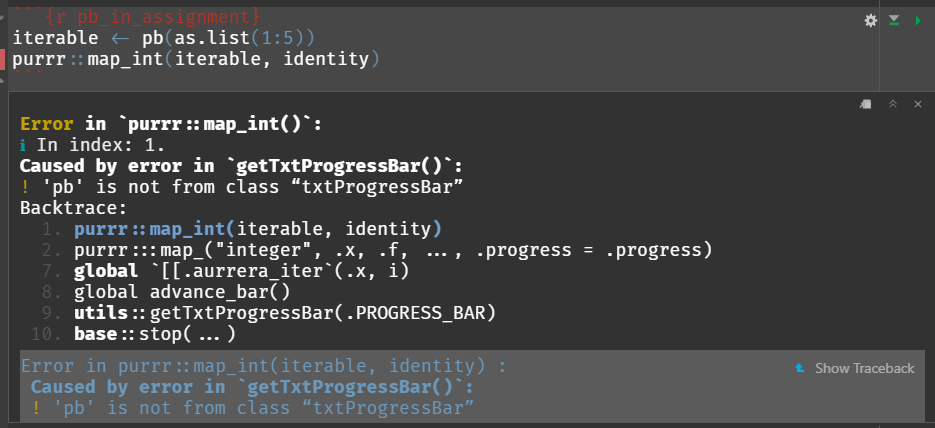 ```{r pb_in_assignment}
iterable <- pb(as.list(1:5))
purrr::map_int(iterable, identity)
```
Error in `purrr::map_int()`:
ℹ In index: 1.
Caused by error in `getTxtProgressBar()`:
! 'pb' is not from class “txtProgressBar”
Backtrace:
1. purrr::map_int(iterable, identity)
2. purrr:::map_("integer", .x, .f, ..., .progress = .progress)
7. global `[[.aurrera_iter`(.x, i)
8. global advance_bar()
9. utils::getTxtProgressBar(.PROGRESS_BAR)
10. base::stop(...)
Error in purrr::map_int(iterable, identity) :
Show Traceback
Caused by error in `getTxtProgressBar()`:
! 'pb' is not from class “txtProgressBar”